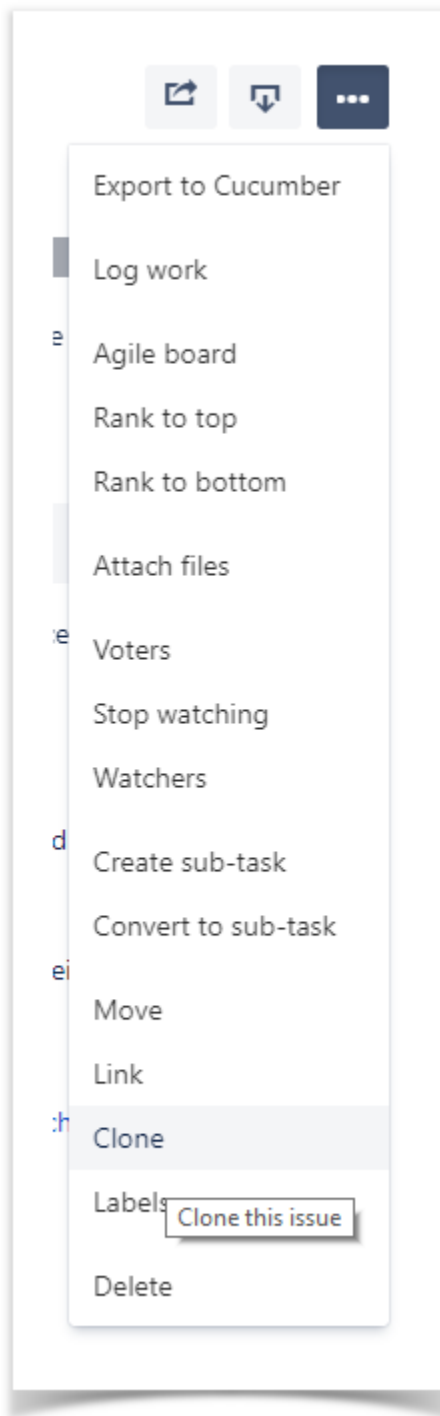 Export to Cucumber
Log work
e
Agile board
Rank to top
Rank to bottom
Attach files
Voters
Stop watching
Watchers
d
Create sub-task
Convert to sub-task
Move
Link
Clone
Labels
Clone this issue
Delete